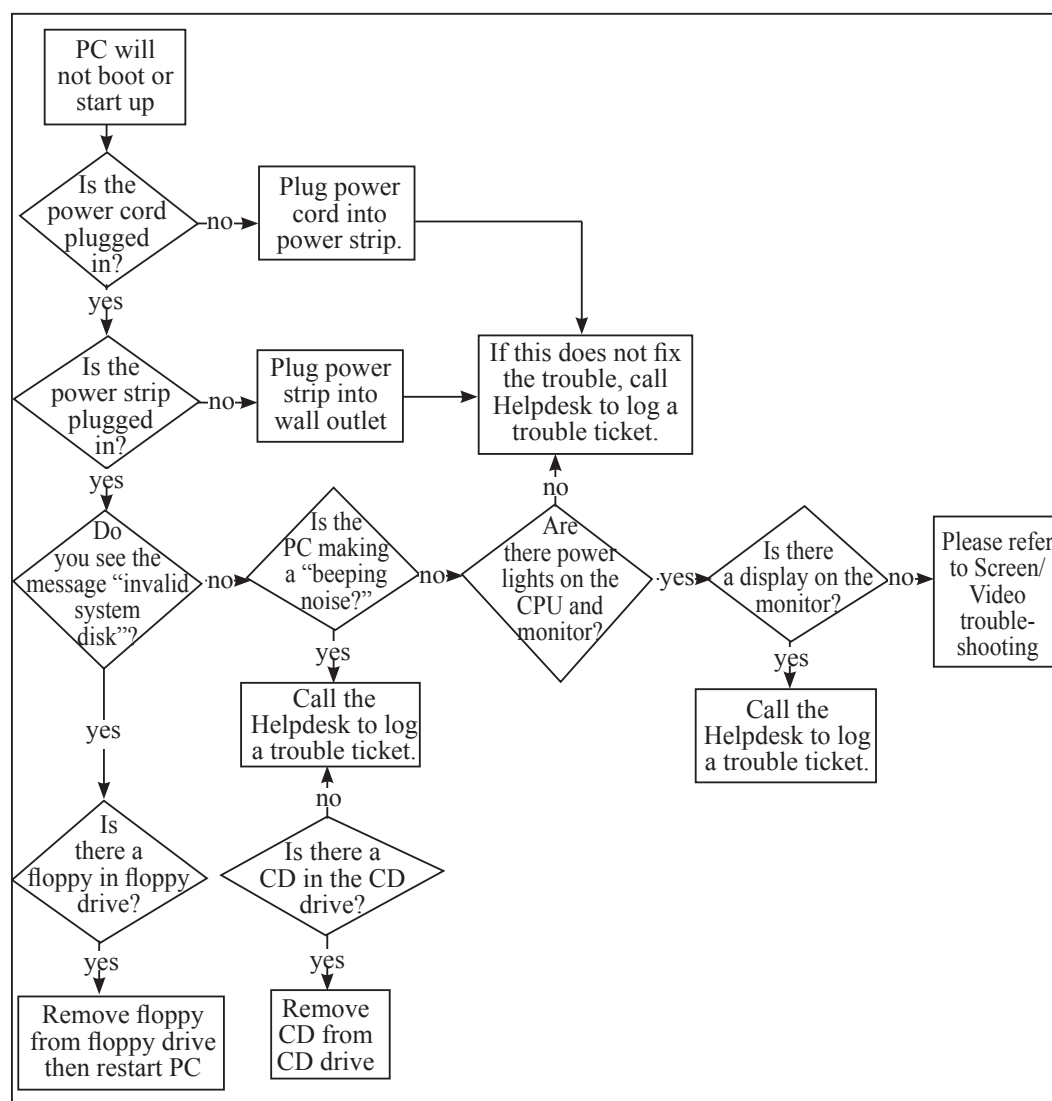 PC will
not boot or
start up
Is the
power cord
plugged
in?
no
Plug power
cord into
power strip.
yes
Is the
power strip
plugged
in?
no
Plug power
strip into
wall outlet
If this does not fix
the trouble, call
Helpdesk to log a
trouble ticket.
yes
no
Do
you see the
message “invalid
system
disk”?
no
Is the
PC making
a “beeping
noise?”
no
Are
there power
lights on the
CPU and
monitor?
yes
Is there
a display on the
monitor?
no
Please refer
to Screen/
Video
trouble-
shooting
yes
Call the
Helpdesk to log
a trouble ticket.
yes
Call the
Helpdesk to log
a trouble ticket.
yes
no
Is
there a
floppy in floppy
drive?
Is there a
CD in the CD
drive?
yes
Remove floppy
from floppy drive
then restart PC
yes
Remove
CD from
CD drive